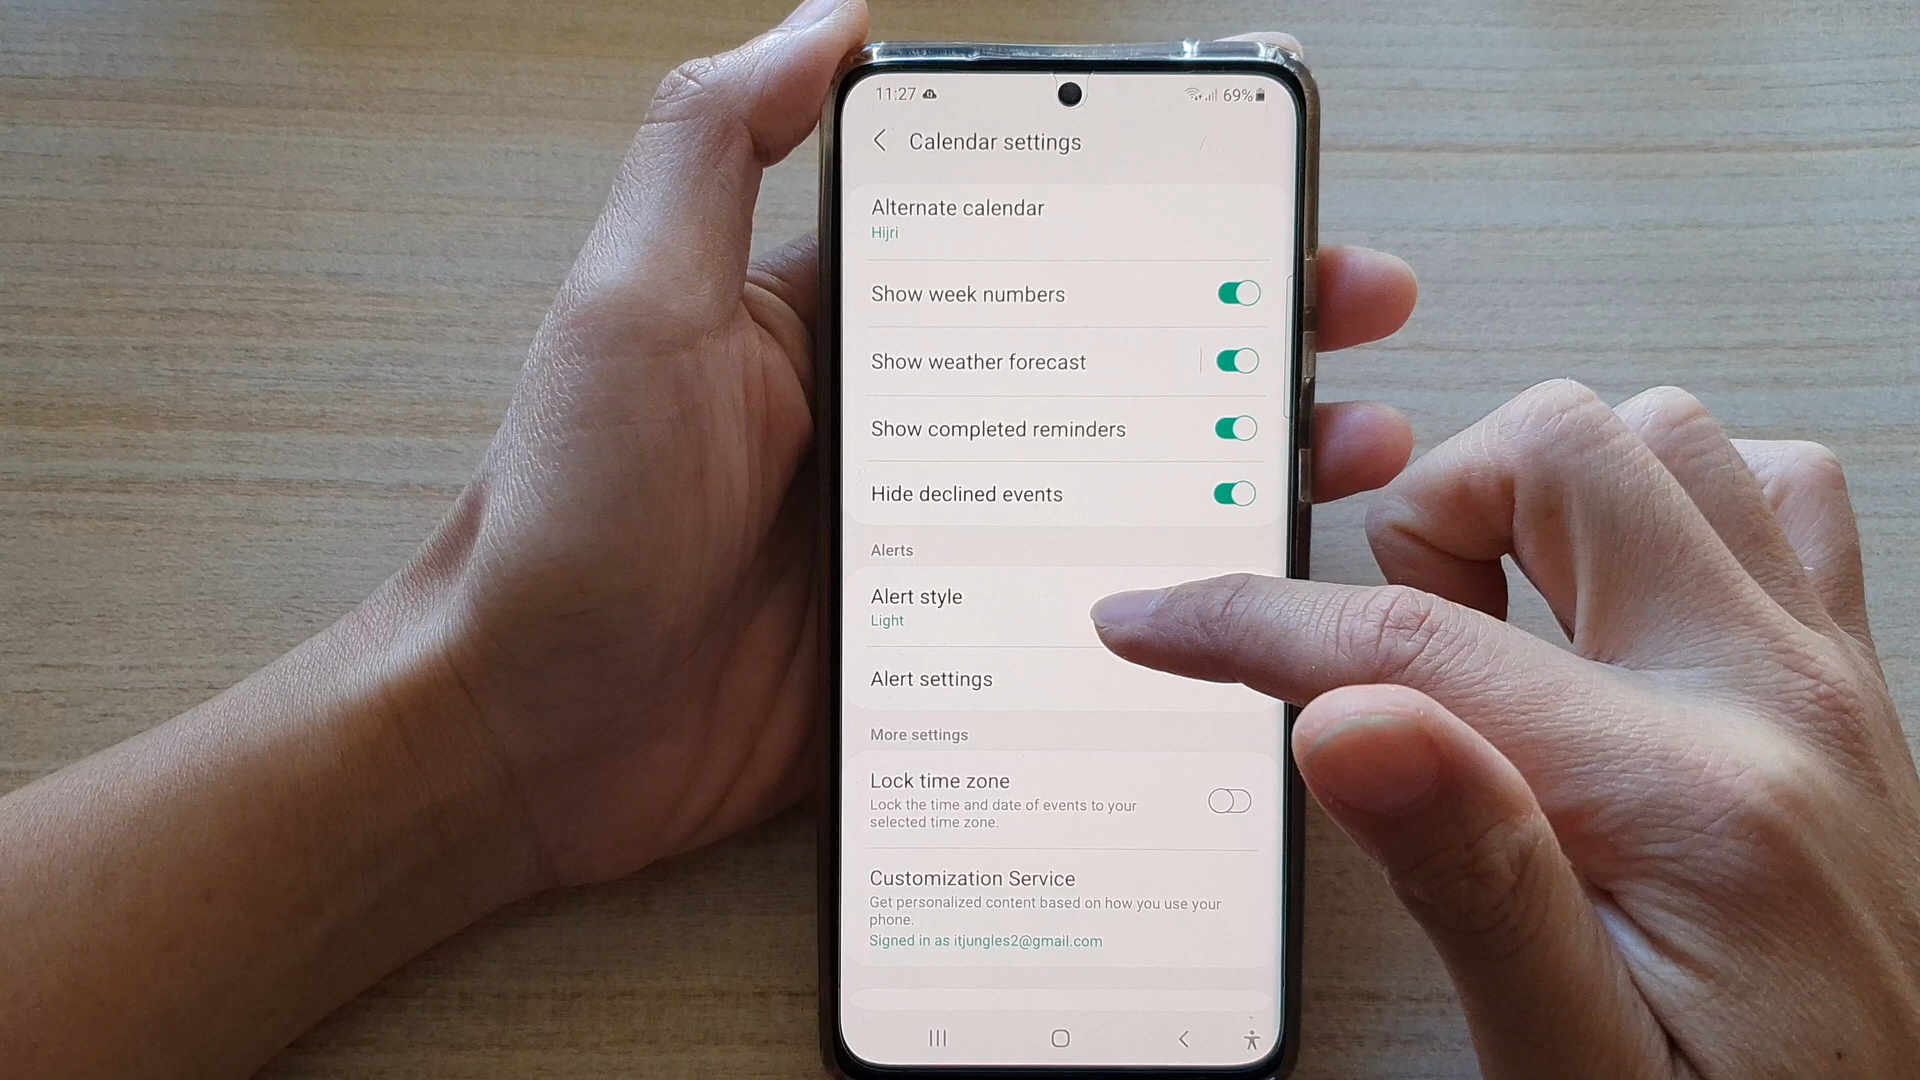 11:27
69%
Calendar settings
Alternate calendar
Hijri
Show week numbers
Show weather forecast
Show completed reminders
Hide declined events
Alerts
Alert style
Light
Alert settings
More settings
Lock time zone
Lock the time and date of events to your
selected time zone.
Customization Service
Get personalized content based on how you use your
phone.
Signed in as itjungles2@gmail.com